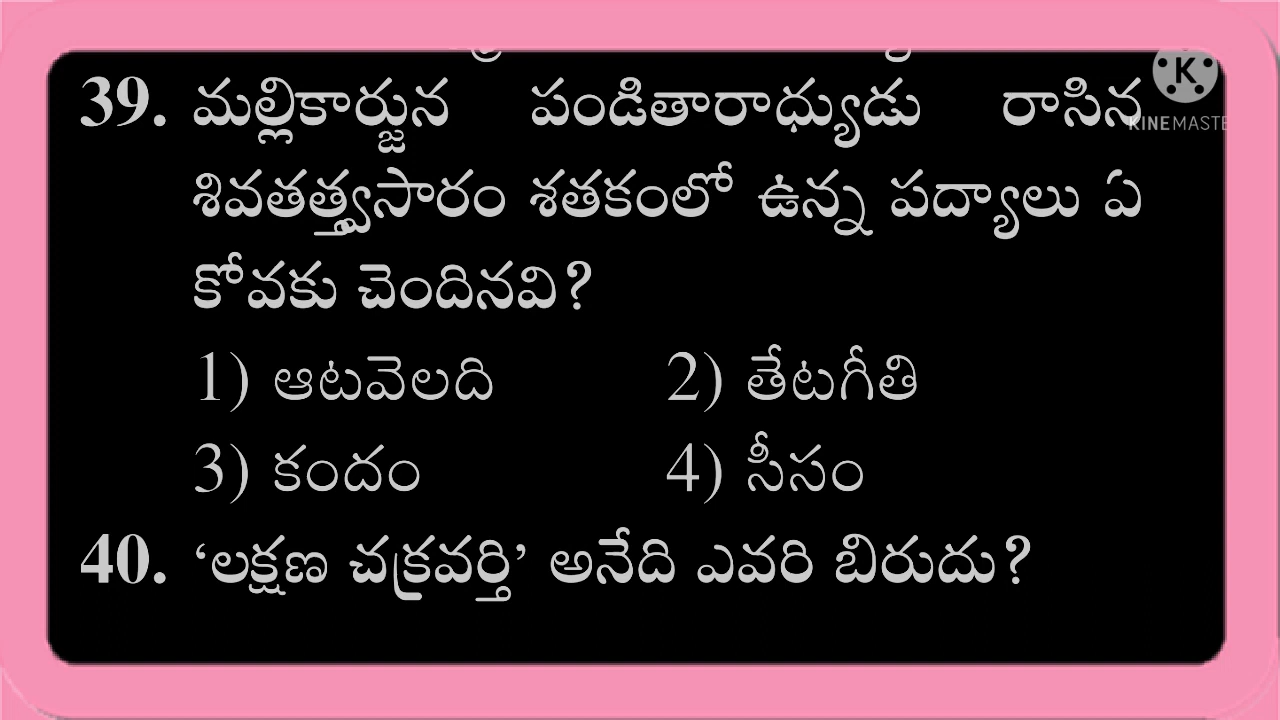 39. మల్లికార్జున పండితారాధ్యుడు రాసిన
శివతత్త్వసారం శతకంలో ఉన్న పద్యాలు ఏ
కోవకు చెందినవి?
1) ఆటవెలది 2) తేటగీతి
3) కందం 4) సీసం
40. ‘లక్షణ చక్రవర్తి’ అనేది ఎవరి బిరుదు?
K
KINEMASTE